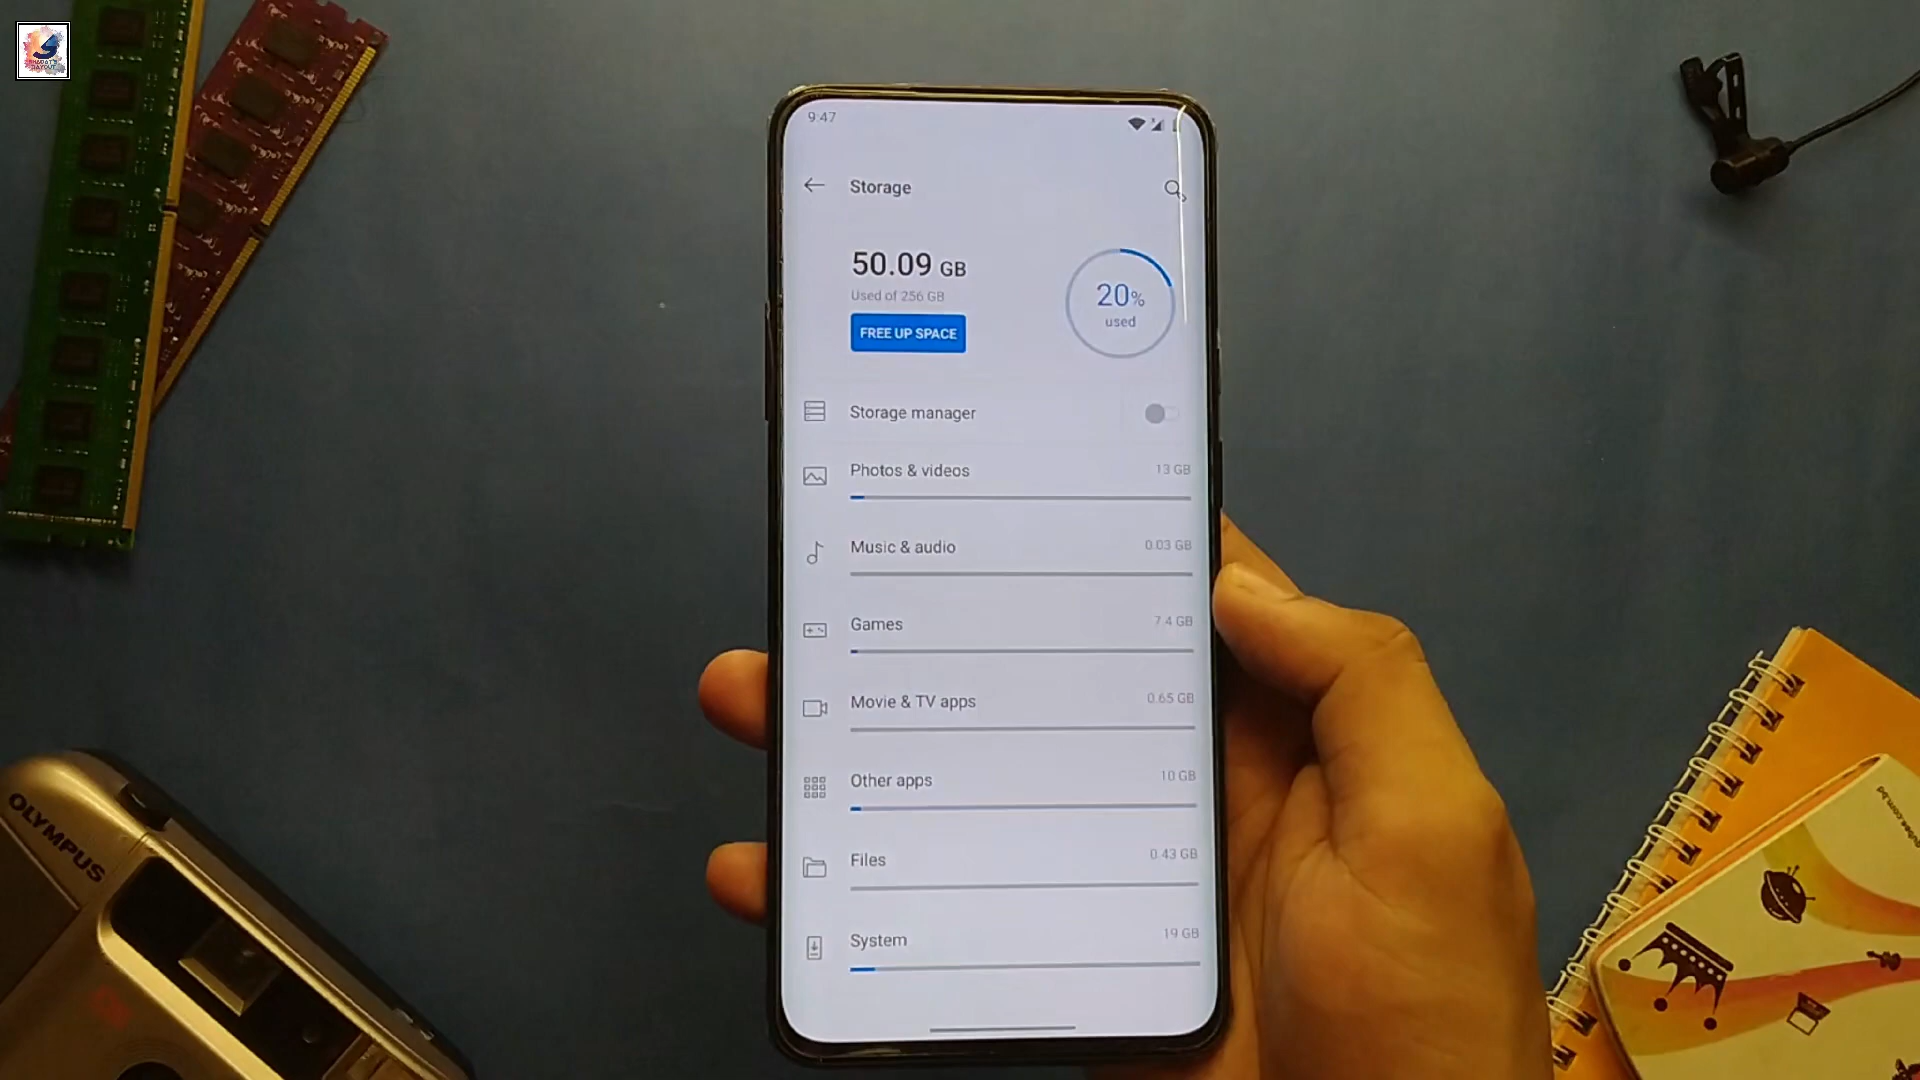 9:47
Storage
50.09 GB
Used of 256 GB
FREE UP SPACE
20%
used
Storage manager
Photos & videos 13 GB
Music & audio 0.03 GB
Games 7.4 GB
Movie & TV apps 0.65 GB
Other apps 10 GB
Files 0.43 GB
System 19 GB
OLYMPUS